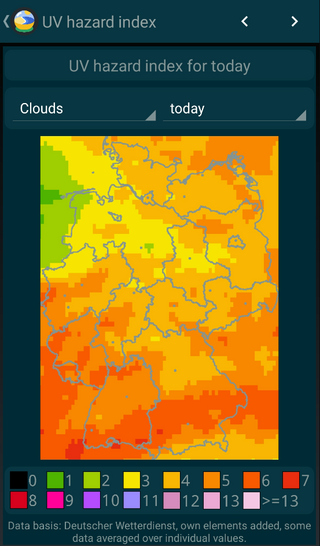 UV hazard index
UV hazard index for today
Clouds today
0 1 2 3 4 5 6 7
8 9 10 11 12 13 >=13
Data basis: Deutscher Wetterdienst, own elements added, some
data averaged over individual values.